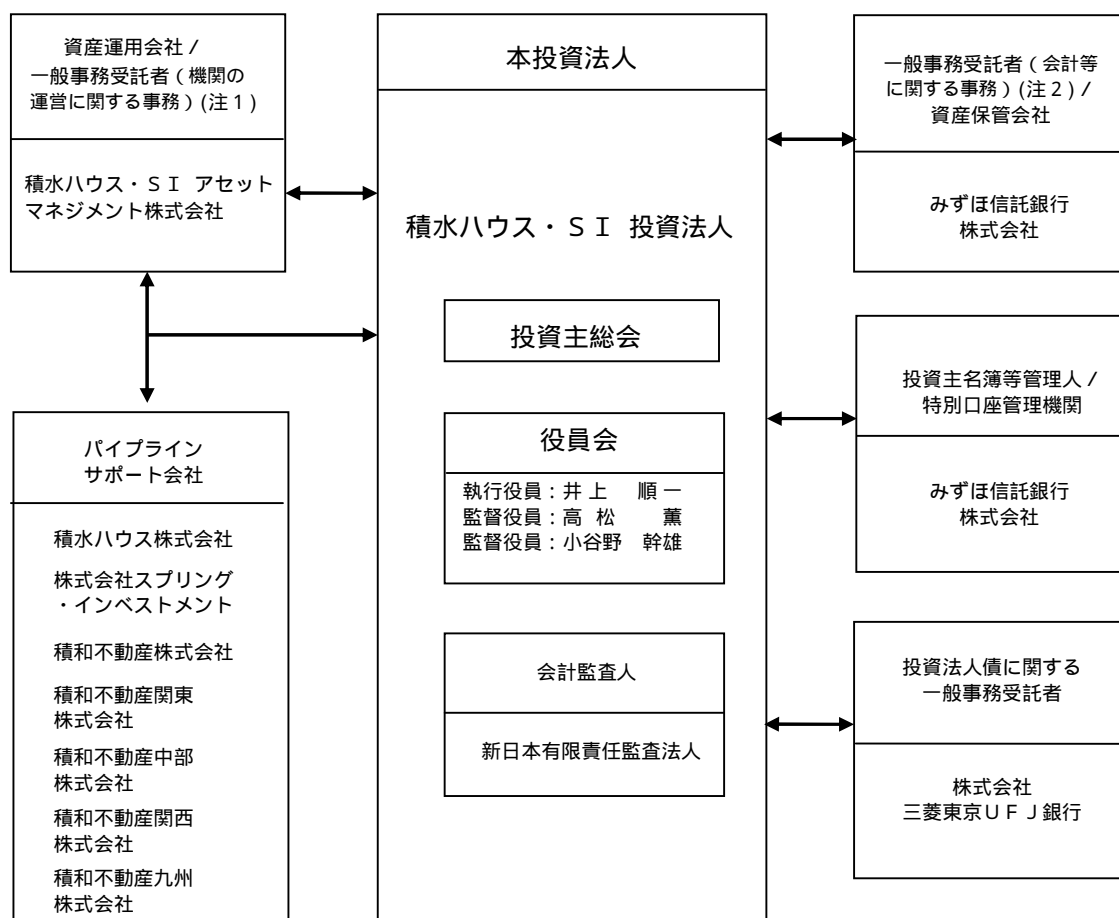 資産運用会社 /
一般事務受託者 ( 機関の
運営に関する事務 ) (注 1 )
積水ハウス・ＳＩ アセット
マネジメント株式会社
パイプライン
サポート会社
積水ハウス株式会社
株式会社スプリング
・インベストメント
積和不動産株式会社
積和不動産関東
株式会社
積和不動産中部
株式会社
積和不動産関西
株式会社
積和不動産九州
株式会社
本投資法人
積水ハウス・ＳＩ 投資法人
投資主総会
役員会
執行役員 : 井 上 順 一
監督役員 : 高 松 薫
監督役員 : 小谷野 幹雄
会計監査人
新日本有限責任監査法人
一般事務受託者 ( 会計等
に関する事務 ) (注 2 ) /
資産保管会社
みずほ信託銀行
株式会社
投資主名簿等管理人 /
特別口座管理機関
みずほ信託銀行
株式会社
投資法人債に関する
一般事務受託者
株式会社
三菱東京ＵＦＪ銀行